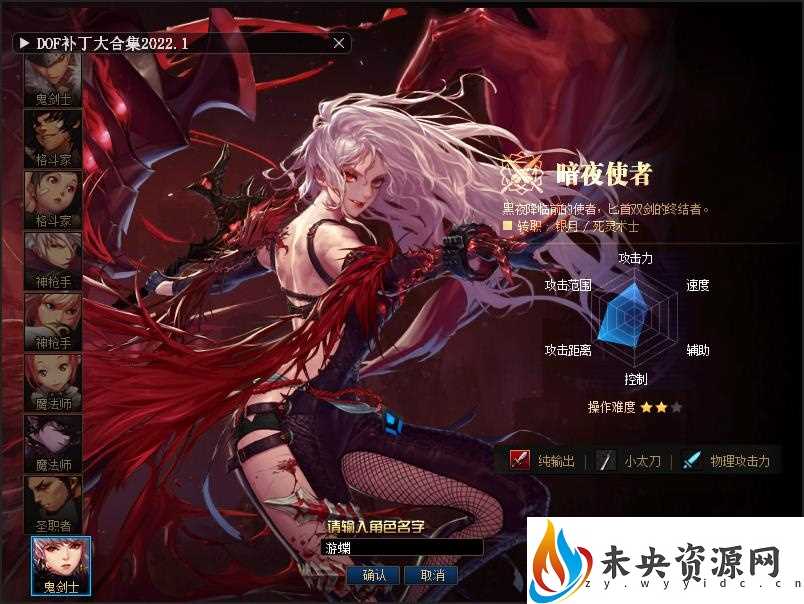 DOF补丁大合集2022.1
鬼剑士
格斗家
格斗家
神枪手
神枪手
魔法师
魔法师
圣职者
鬼剑士
暗夜使者
黑夜降临前的使者，匕首双剑的终结者。
转职：银月/死灵术士
攻击力
攻击范围
速度
攻击距离
辅助
控制
操作难度
纯输出 | 小太刀 | 物理攻击力
请输入角色名字
游蝶
确认 取消
未央资源网
zy.wyyidc.cn